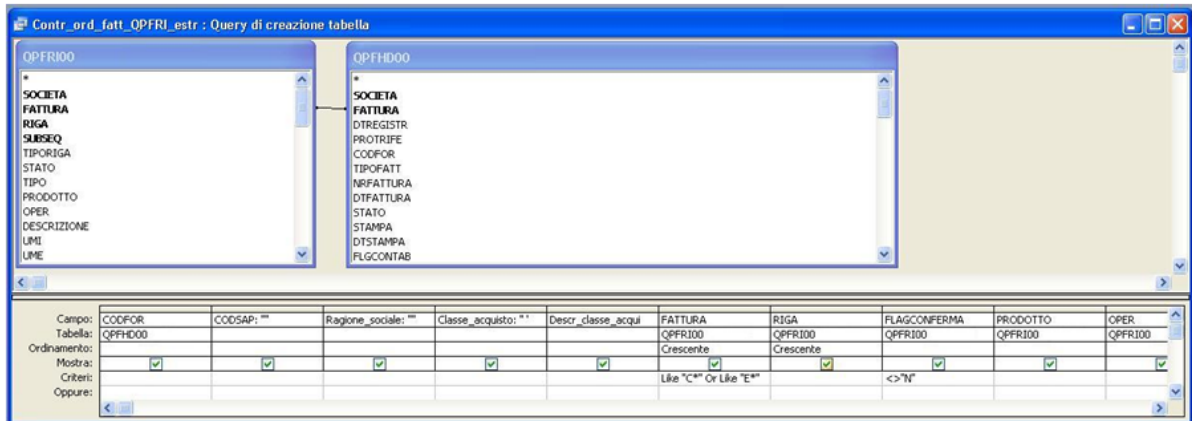 Contr_ord_fatt_QPFRI_estr : Query di creazione tabella
QPFRI00
*
SOCIETA
FATTURA
RIGA
SUBSEQ
TIPORIGA
STATO
TIPO
PRODOTTO
OPER
DESCRIZIONE
UMI
UME
QPFHD00
*
SOCIETA
FATTURA
DTREGISTR
PROTRIFE
CODFOR
TIPOFATT
NRFATTURA
DTFATTURA
STATO
STAMPA
DTSTAMPA
FLGCONTAB
Campo: CODFOR CODSAP: "" Ragione_sociale: "" Classe_acquisto: "" Descr_classe_acqui FATTURA RIGA FLAGCONFERMA PRODOTTO OPER
Tabella: QPFHD00 QPFRI00 QPFRI00 QPFRI00 QPFRI00 QPFRI00
Ordinamento: Crescente Crescente
Mostra:
Criteri: Like "C*" Or Like "E*" <>"N"
Oppure: